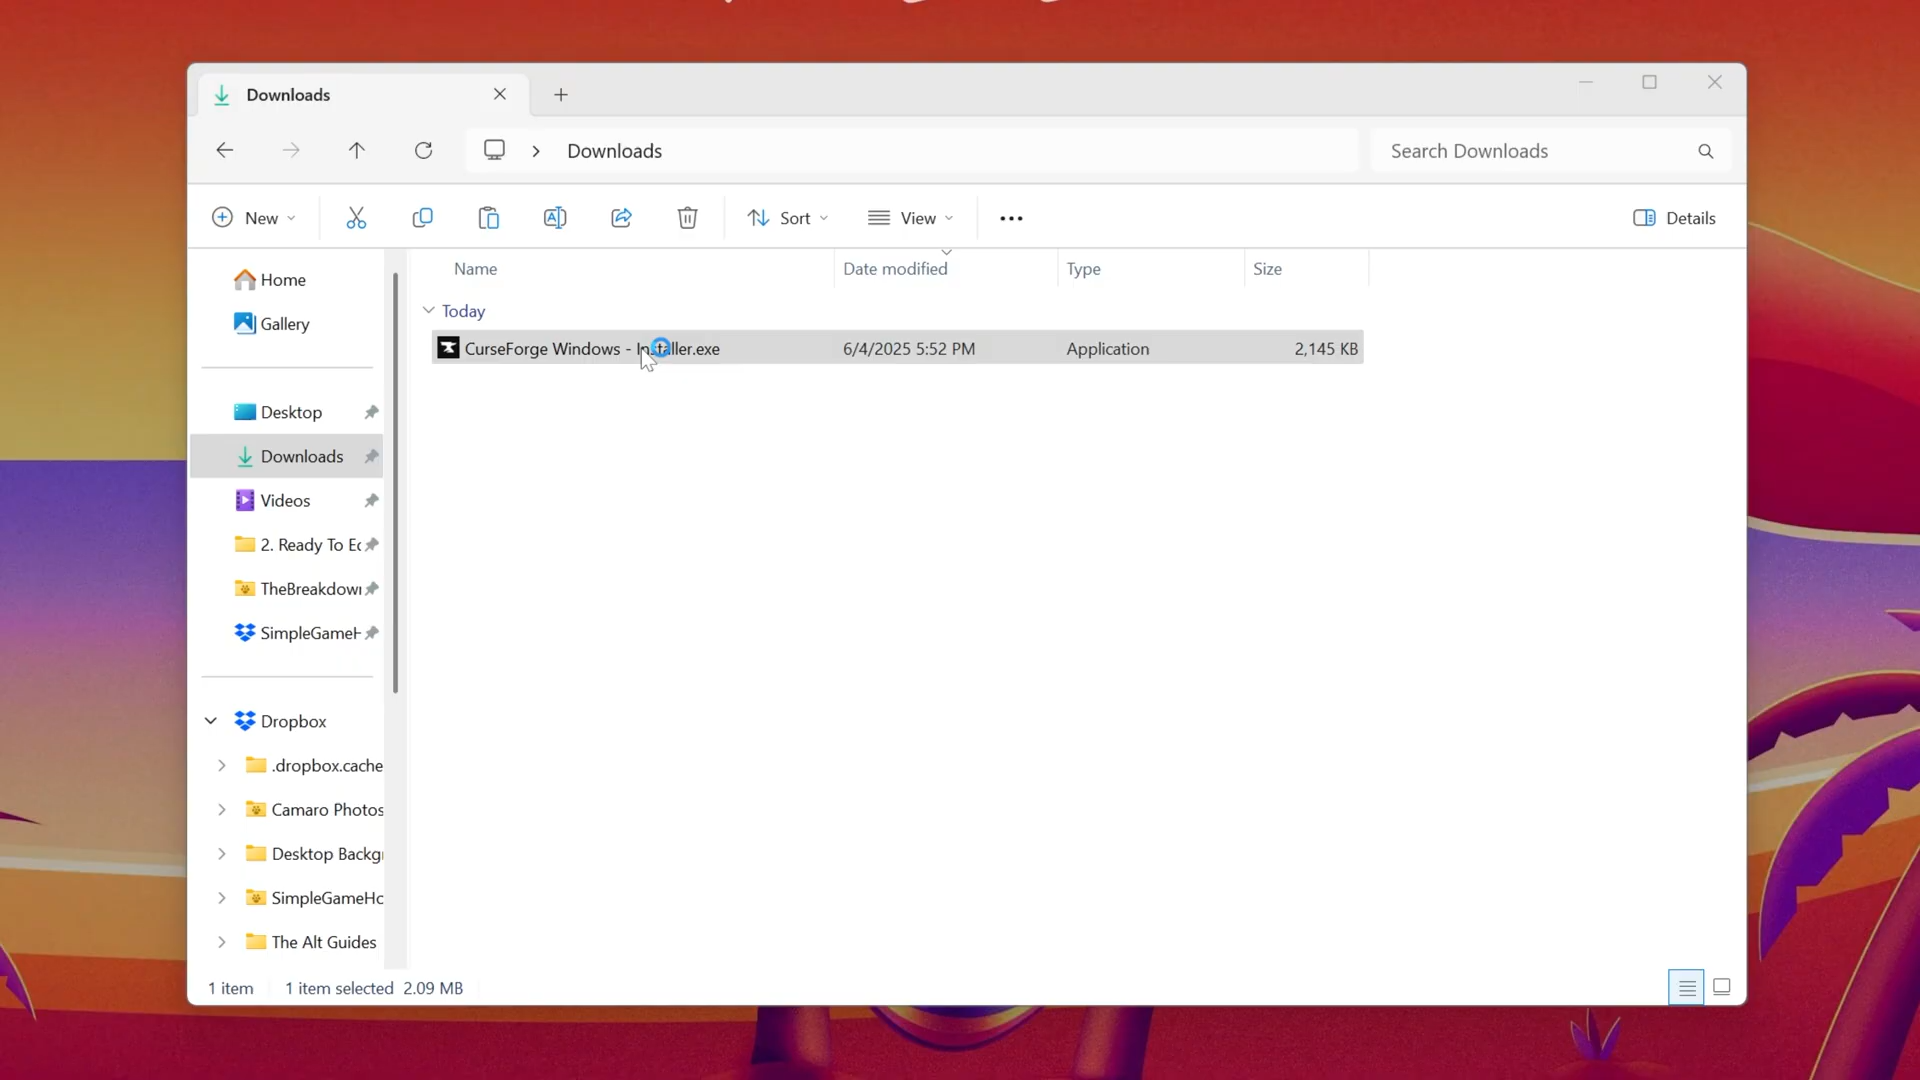 Downloads
Downloads
Search Downloads
New
Sort
View
Details
Home
Gallery
Desktop
Downloads
Videos
2. Ready To Ec
TheBreakdow
SimpleGameH
Dropbox
.dropbox.cache
Camaro Photos
Desktop Backg
SimpleGameHo
The Alt Guides
Name
Date modified
Type
Size
Today
CurseForge Windows - Installer.exe
6/4/2025 5:52 PM
Application
2,145 KB
1 item
1 item selected 2.09 MB